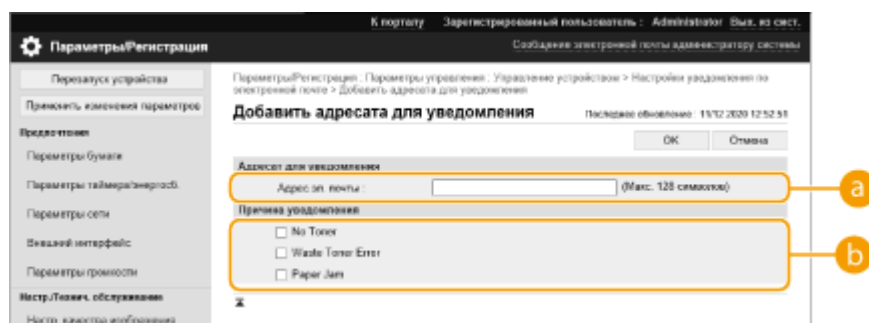 К порталу Зарегистрированный пользователь : Administrator Вых. из сист.
Параметры/Регистрация Сообщение электронной почты администратору системы
Перезапуск устройства
Применить изменения параметров
Предпочтения
Параметры бумаги
Параметры таймера/энергосб.
Параметры сети
Внешний интерфейс
Параметры громкости
Настр./Технич. обслуживание
Настр. качества изображения
Параметры/Регистрация : Параметры управления : Управление устройством > Настройки уведомления по
электронной почте > Добавить адресата для уведомления
Добавить адресата для уведомления Последнее обновление : 11/12 2020 12:52:51
OK Отмена
Адресат для уведомления
Адрес эл. почты : (Макс. 128 символов)
a
Причина уведомления
No Toner
Waste Toner Error
Paper Jam
b